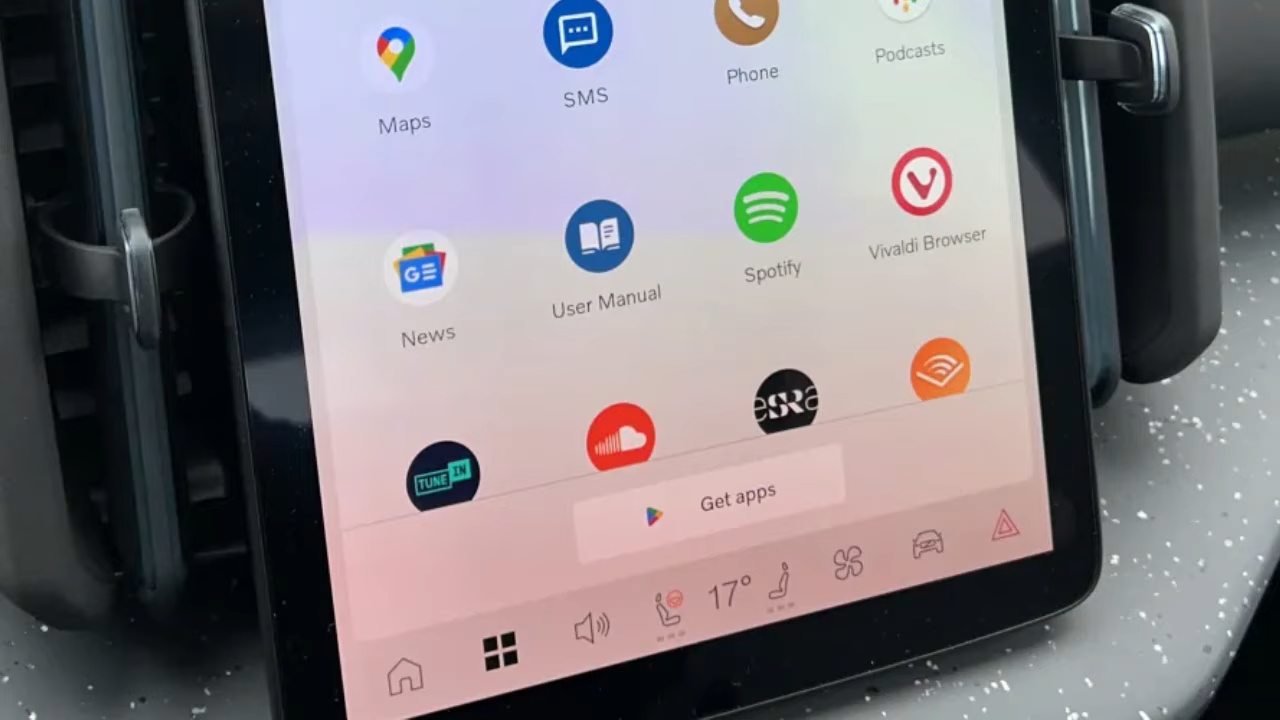 Maps
SMS
Phone
Podcasts
G
News
User Manual
Spotify
Vivaldi Browser
TUNE IN
eSRa
Get apps
17°